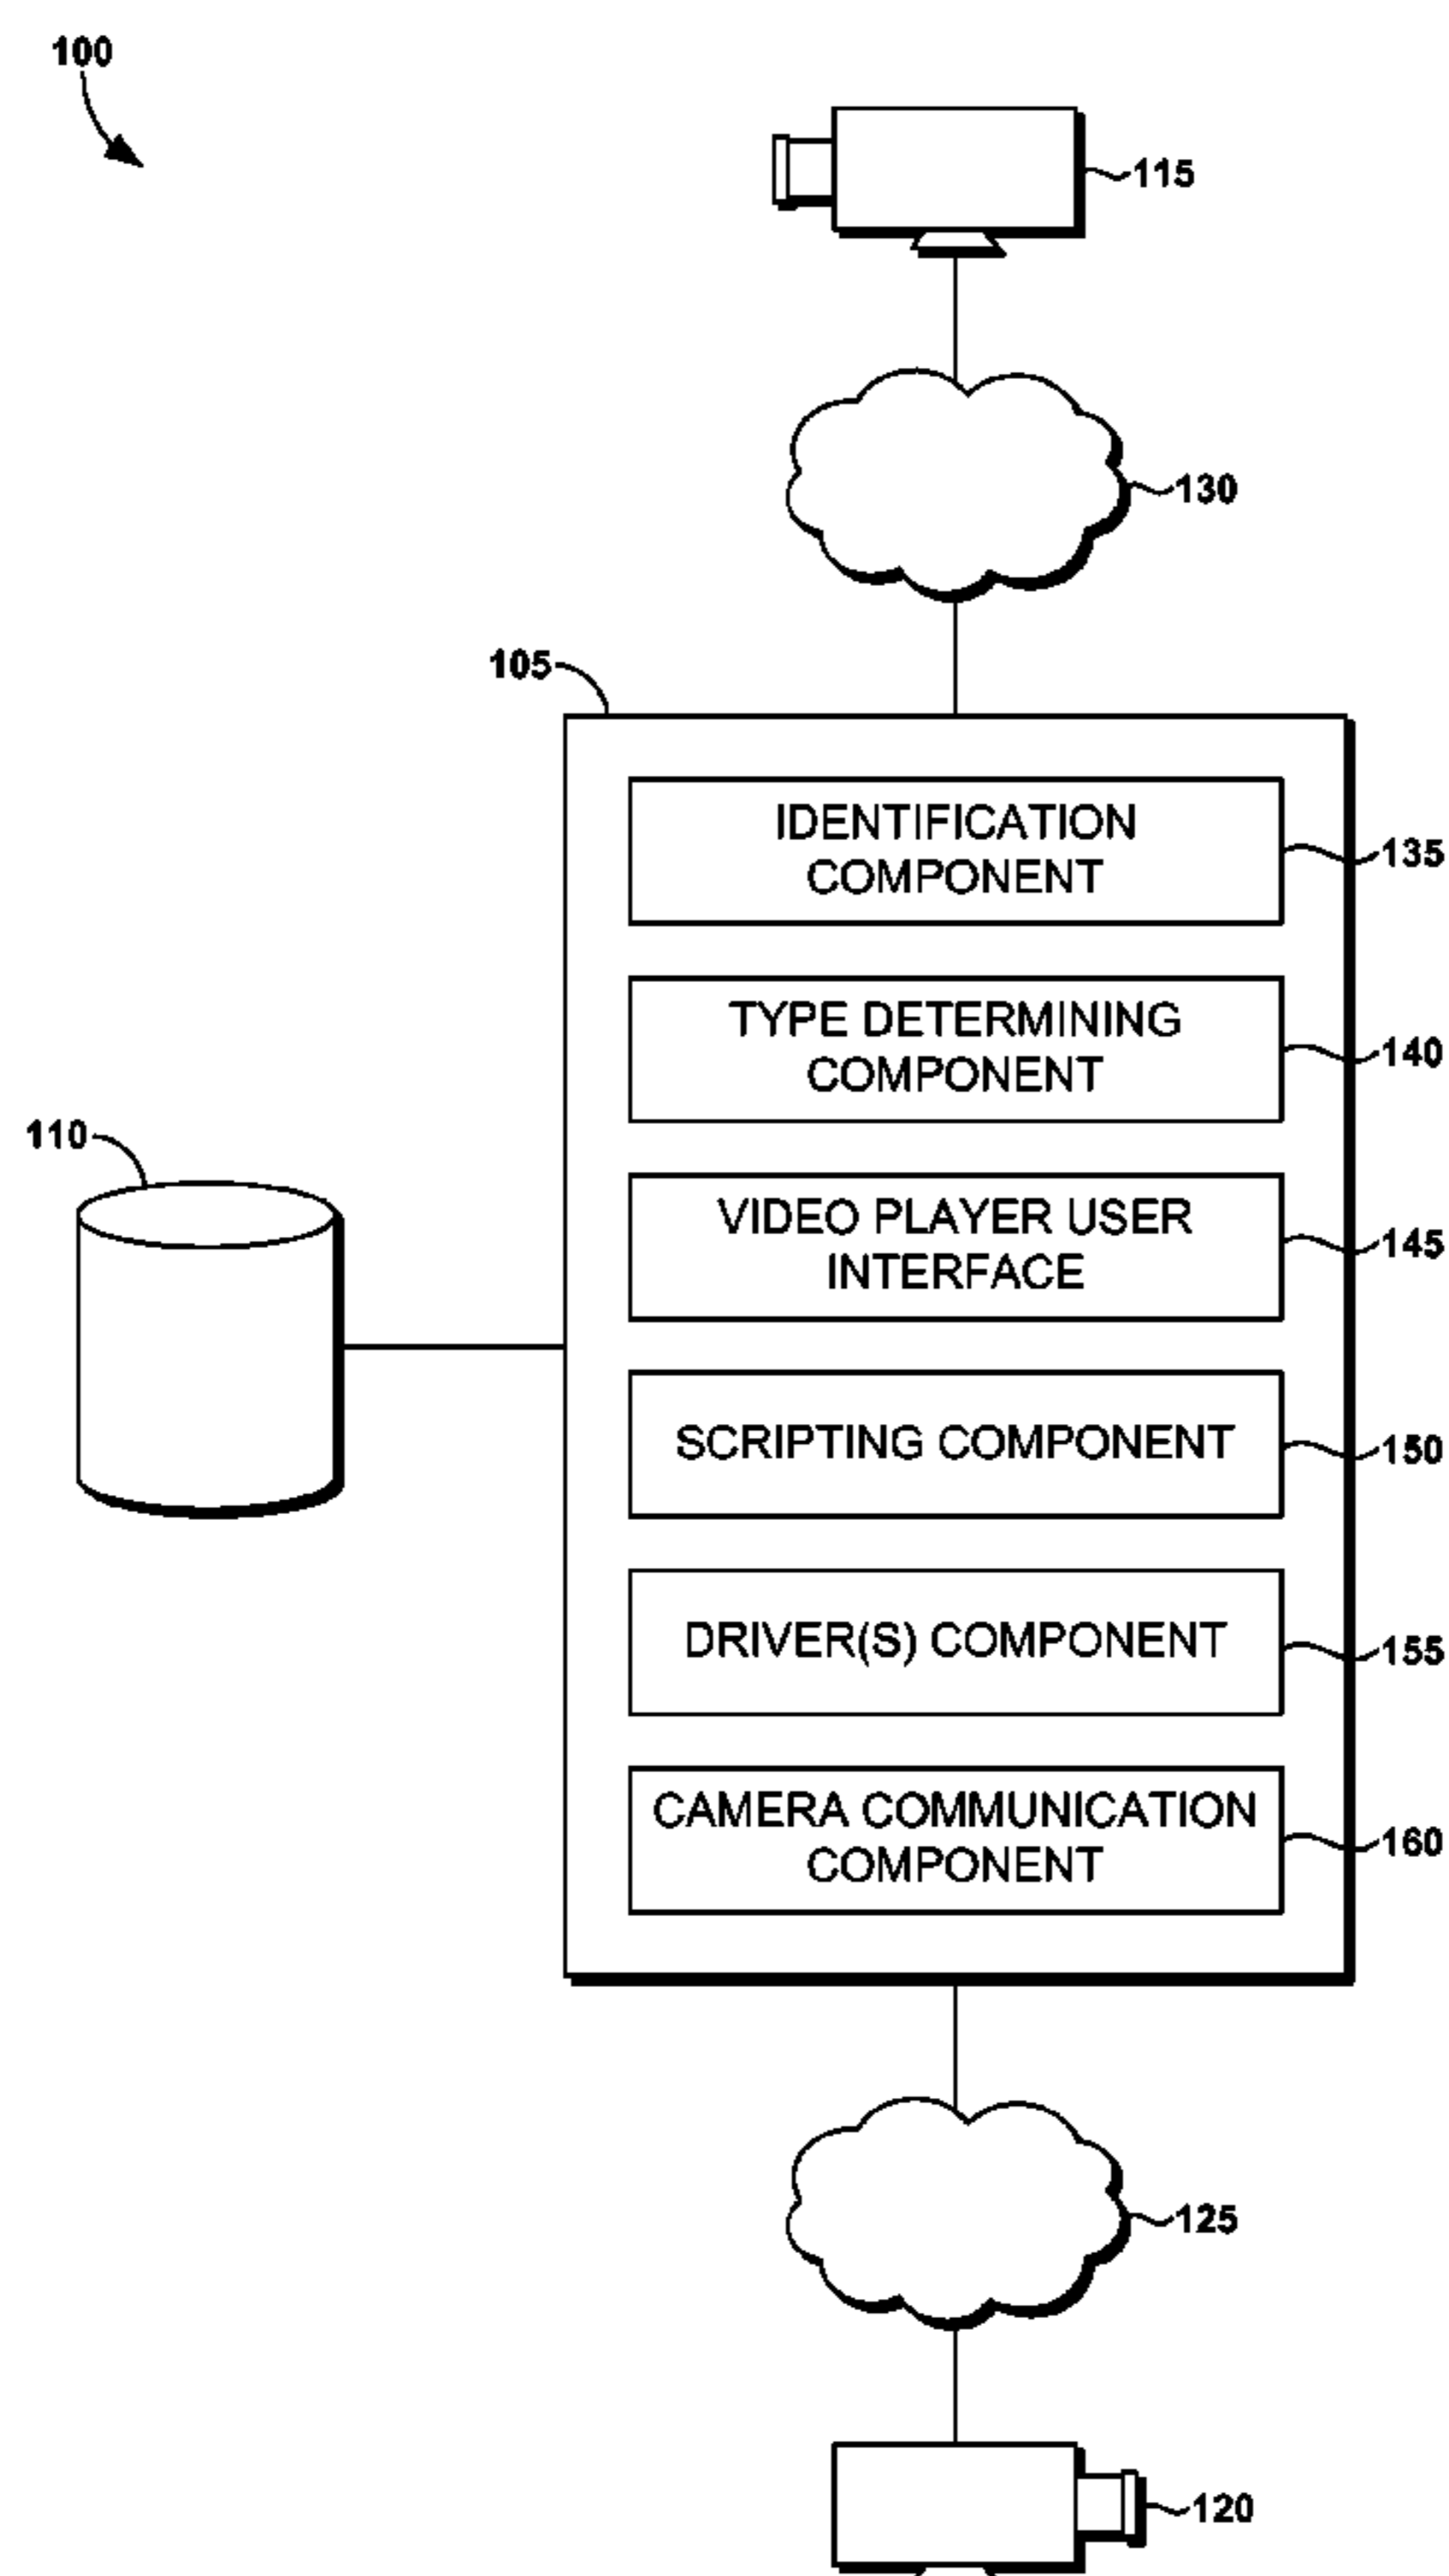 100
115
130
105
IDENTIFICATION
COMPONENT
135
TYPE DETERMINING
COMPONENT
140
110
VIDEO PLAYER USER
INTERFACE
145
SCRIPTING COMPONENT
150
DRIVER(S) COMPONENT
155
CAMERA COMMUNICATION
COMPONENT
160
125
120